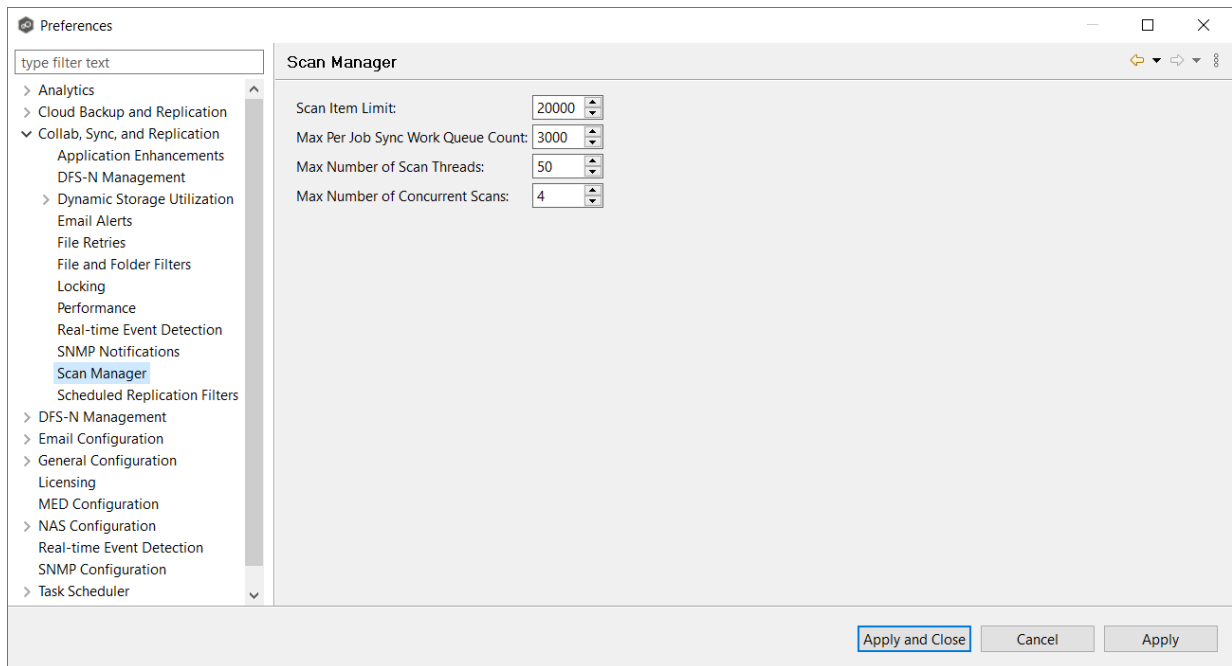 Preferences
type filter text
Analytics
Cloud Backup and Replication
Collab, Sync, and Replication
Application Enhancements
DFS-N Management
Dynamic Storage Utilization
Email Alerts
File Retries
File and Folder Filters
Locking
Performance
Real-time Event Detection
SNMP Notifications
Scan Manager
Scheduled Replication Filters
DFS-N Management
Email Configuration
General Configuration
Licensing
MED Configuration
NAS Configuration
Real-time Event Detection
SNMP Configuration
Task Scheduler
Scan Manager
Scan Item Limit: 20000
Max Per Job Sync Work Queue Count: 3000
Max Number of Scan Threads: 50
Max Number of Concurrent Scans: 4
Apply and Close Cancel Apply